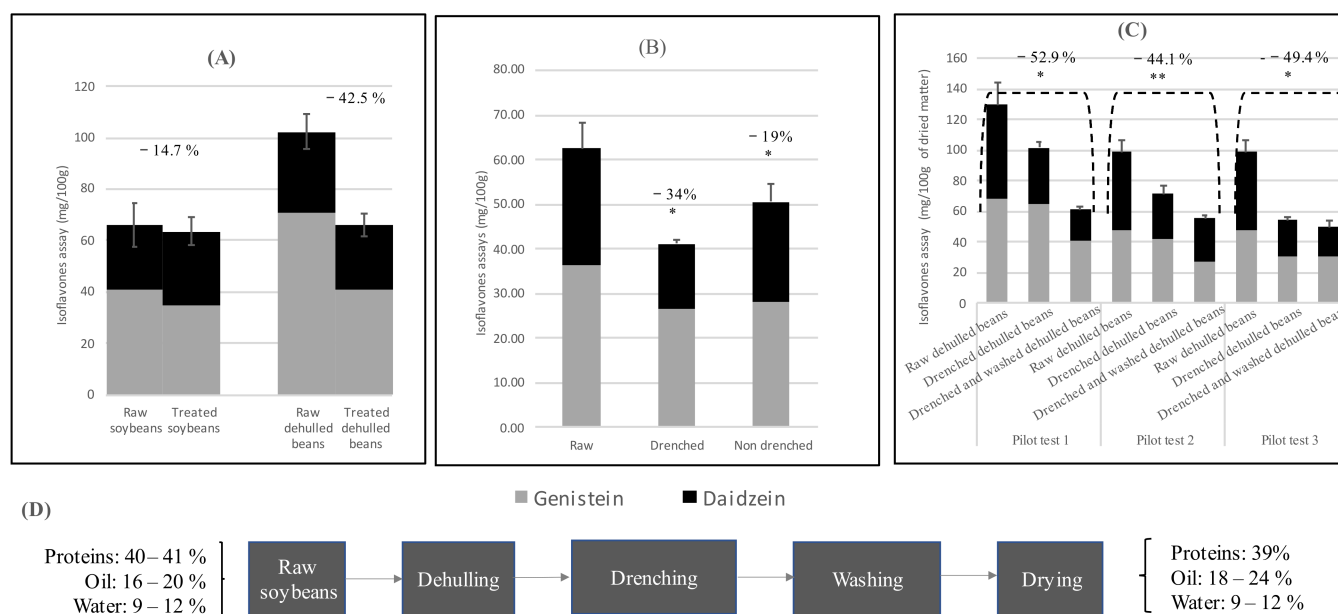 (A)
Isoflavones assay (mg/100g)
120
100
80
60
40
20
0
− 14.7 %
− 42.5 %
Raw soybeans
Treated soybeans
Raw dehulled beans
Treated dehulled beans
(B)
Isoflavones assays (mg/100g)
80.00
70.00
60.00
50.00
40.00
30.00
20.00
10.00
0.00
− 34%
*
− 19%
*
Raw
Drenched
Non drenched
(C)
Isoflavones assay (mg/100g of dried matter)
160
140
120
100
80
60
40
20
0
− 52.9 %
*
− 44.1 %
**
- − 49.4%
*
Raw dehulled beans
Drenched dehulled beans
Drenched and washed dehulled beans
Raw dehulled beans
Drenched dehulled beans
Drenched and washed dehulled beans
Raw dehulled beans
Drenched dehulled beans
Drenched and washed dehulled beans
Pilot test 1
Pilot test 2
Pilot test 3
Genistein
Daidzein
(D)
Proteins: 40 – 41 %
Oil: 16 – 20 %
Water: 9 – 12 %
Raw
soybeans
Dehulling
Drenching
Washing
Drying
Proteins: 39%
Oil: 18 – 24 %
Water: 9 – 12 %